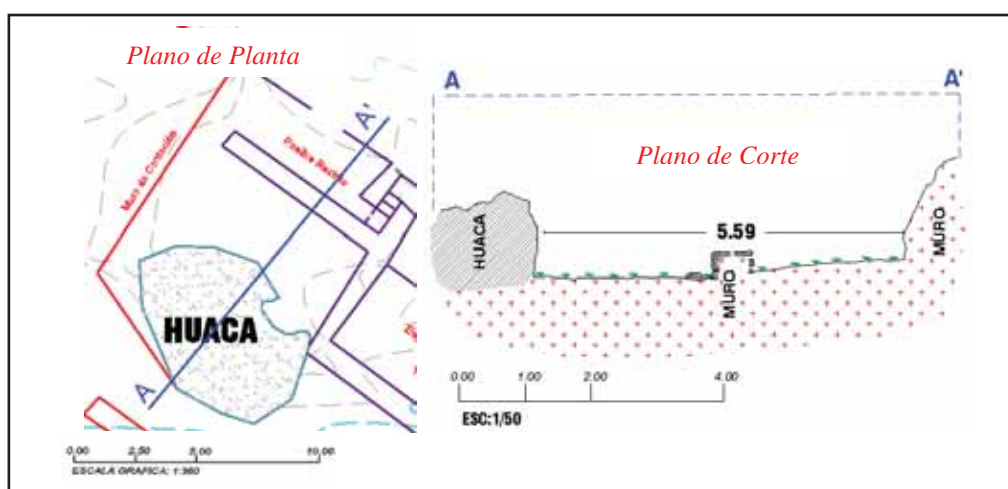 Plano de Planta
A'
Posible Recinto
Muro de Contención
HUACA
A
0,00 2,50 5,00 10,00
ESCALA GRAFICA: 1:360
A A'
Plano de Corte
HUACA
5.59
MURO
MURO
0.00 1.00 2.00 4.00
ESC:1/50